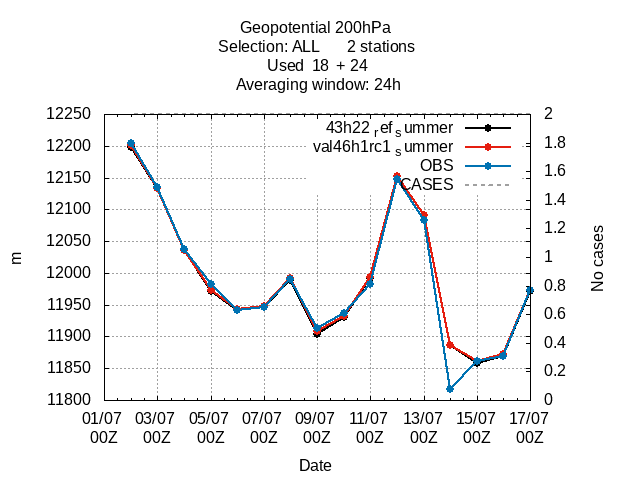 Geopotential 200hPa
Selection: ALL 2 stations
Used 18 + 24
Averaging window: 24h
12250
12200
12150
12100
12050
12000
11950
11900
11850
11800
m
2
1.8
1.6
1.4
1.2
1
0.8
0.6
0.4
0.2
0
No cases
43h22 ref summer
val46h1rc1 summer
OBS
CASES
01/07 03/07 05/07 07/07 09/07 11/07 13/07 15/07 17/07
00Z 00Z 00Z 00Z 00Z 00Z 00Z 00Z 00Z
Date